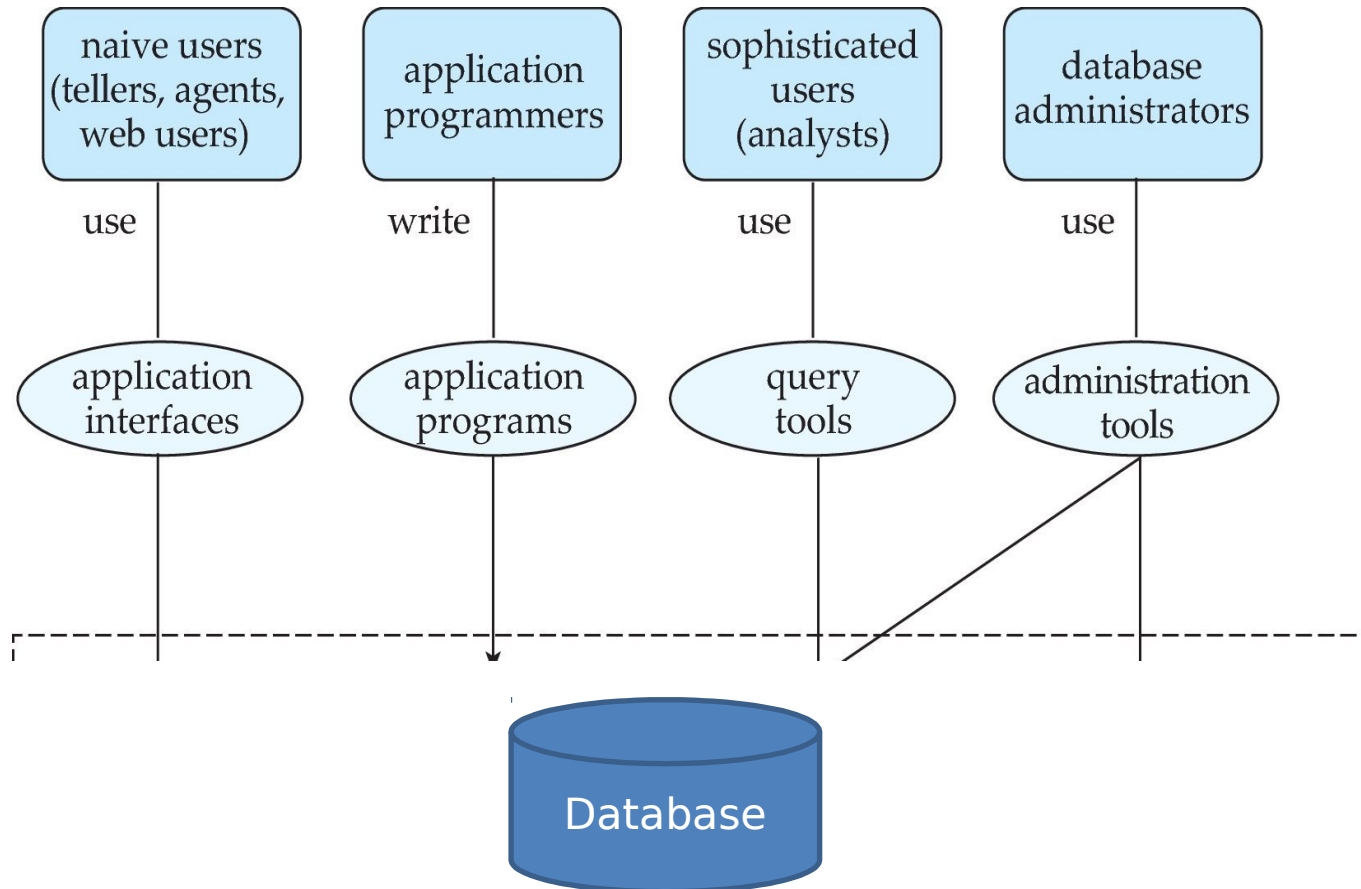 naive users
(tellers, agents,
web users)
application
programmers
sophisticated
users
(analysts)
database
administrators
use
write
use
use
application
interfaces
application
programs
query
tools
administration
tools
Database